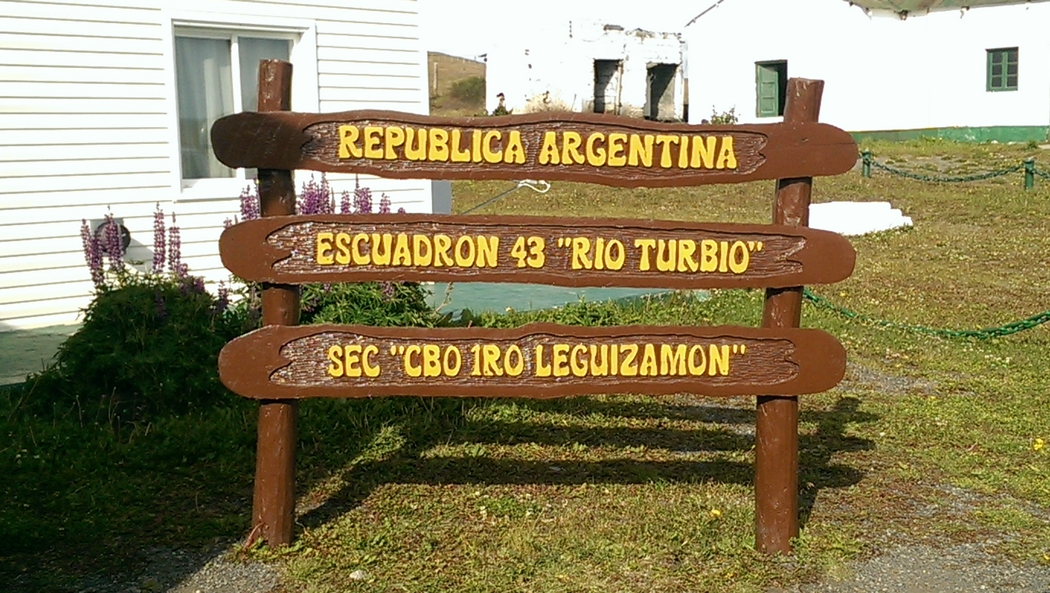 REPUBLICA ARGENTINA
ESCUADRON 43 "RIO TURBIO"
SEC "CBO 1RO LEGUIZAMON"